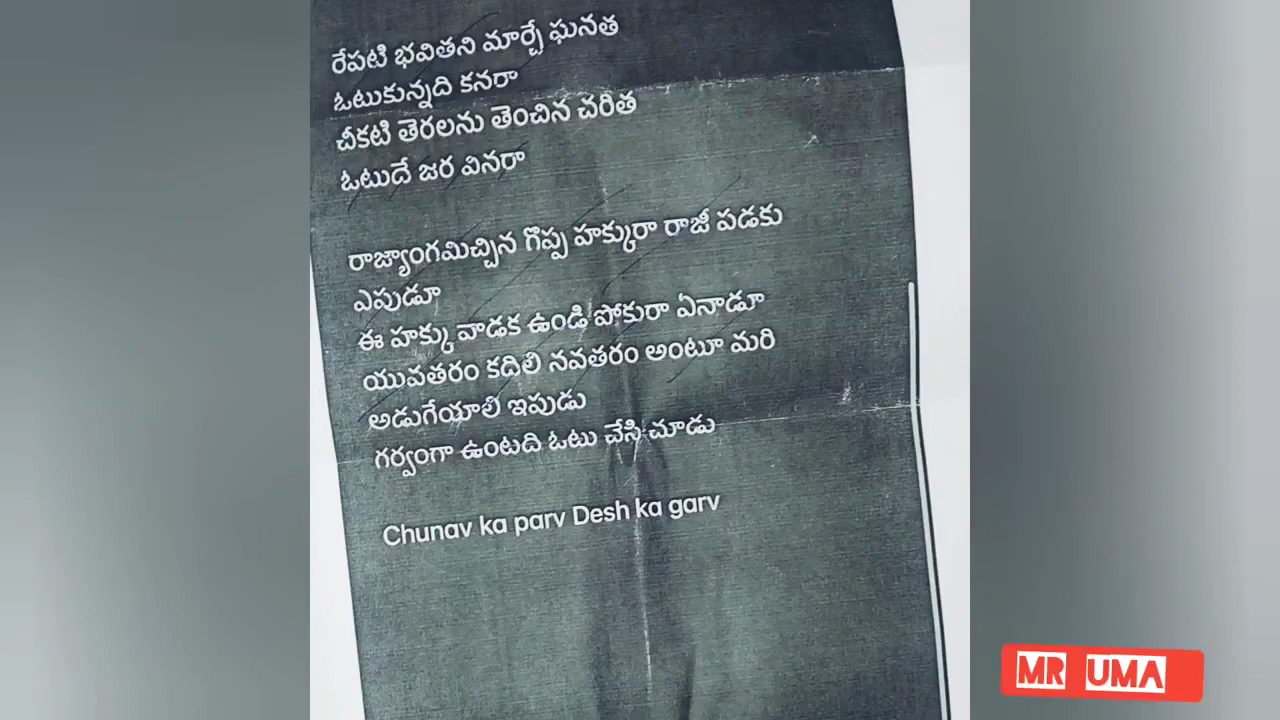 రేపటి భవితని మార్చే ఘనత
ఓటుకున్నది కనరా
చీకటి తెరలను తెంచిన చరిత
ఓటుదే జర వినరా
రాజ్యాంగమిచ్చిన గొప్ప హక్కురా రాజీ పడకు
ఎపుడూ
ఈ హక్కు వాడక ఉండి పోకురా ఏనాడూ
యువతరం కదిలి నవతరం అంటూ మరి
అడుగేయాలి ఇపుడు
గర్వంగా ఉంటది ఓటు చేసి చూడు
Chunav ka parv Desh ka garv
MR UMA